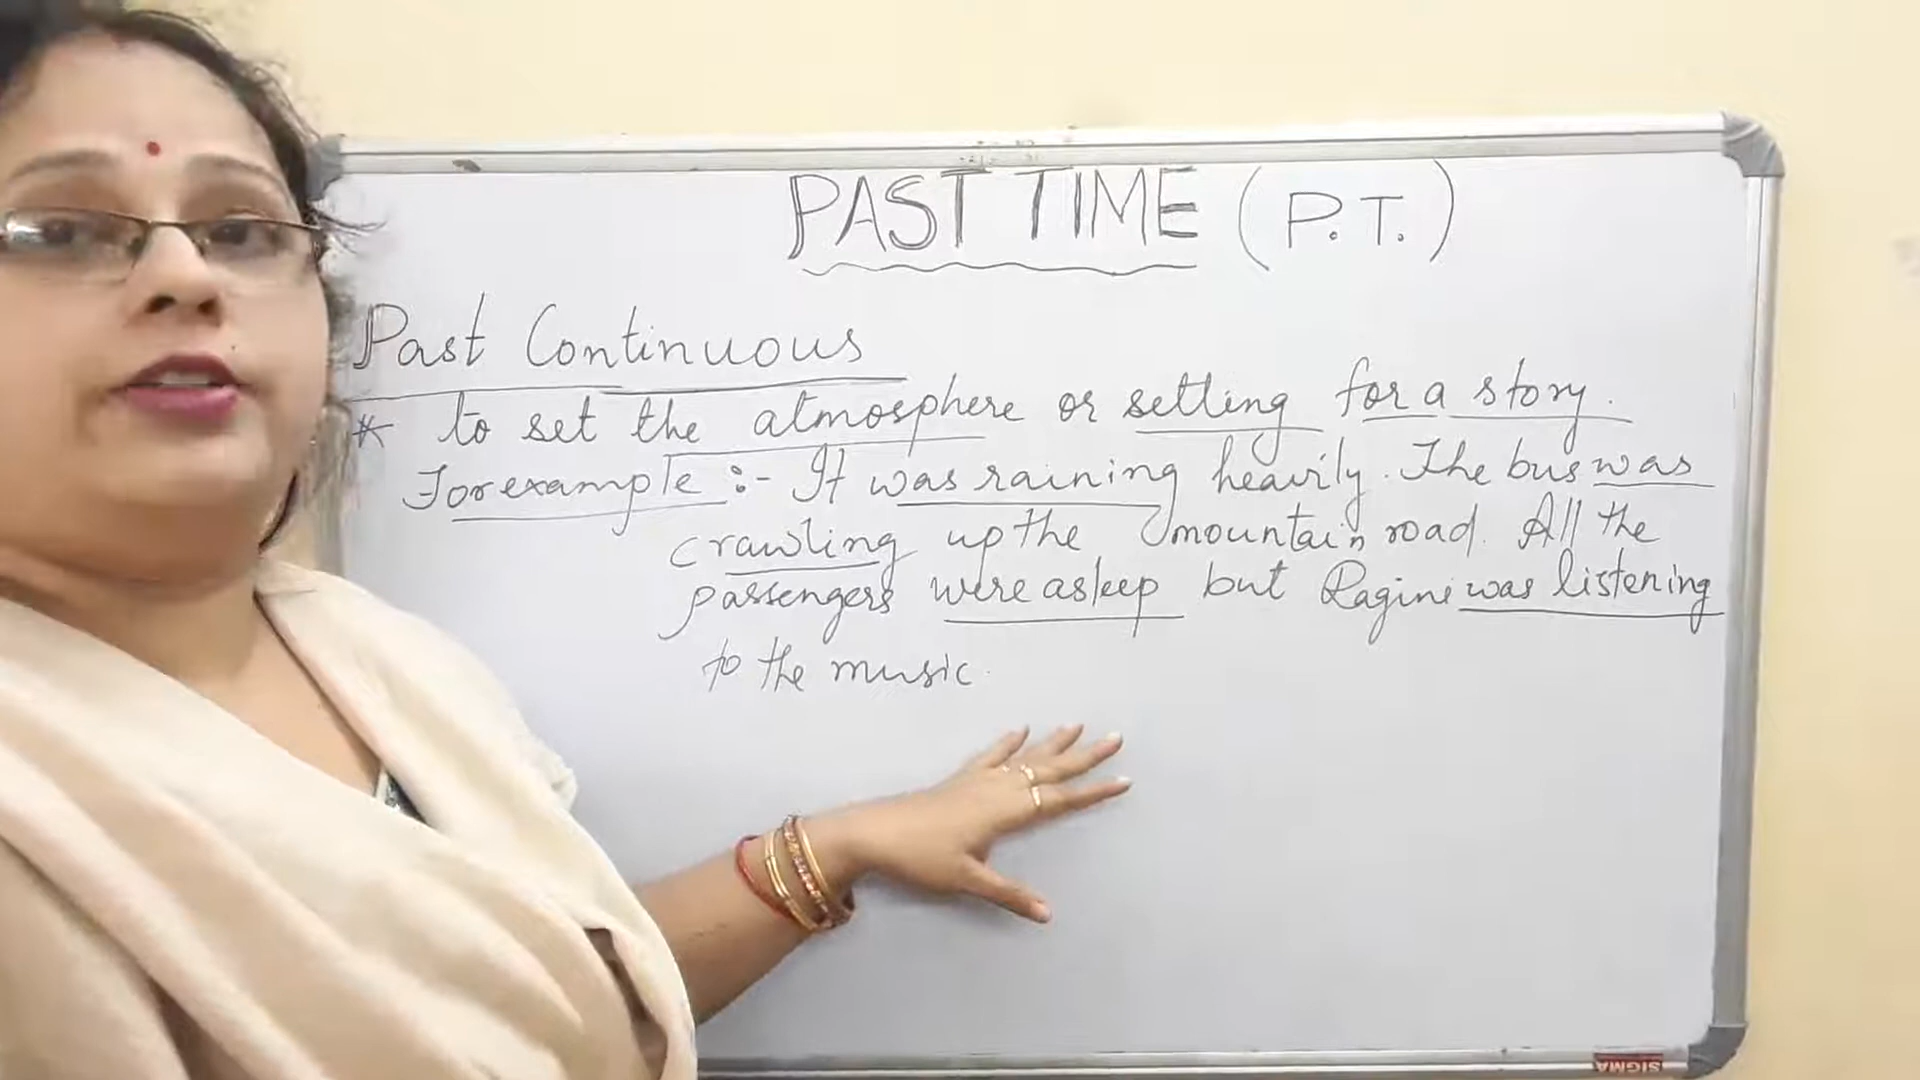 PAST TIME (P.T.)
Past Continuous
* to set the atmosphere or setting for a story.
For example :- It was raining heavily. The bus was
crawling up the mountain road. All the
passengers were asleep but Ragini was listening
to the music.
SIGMA